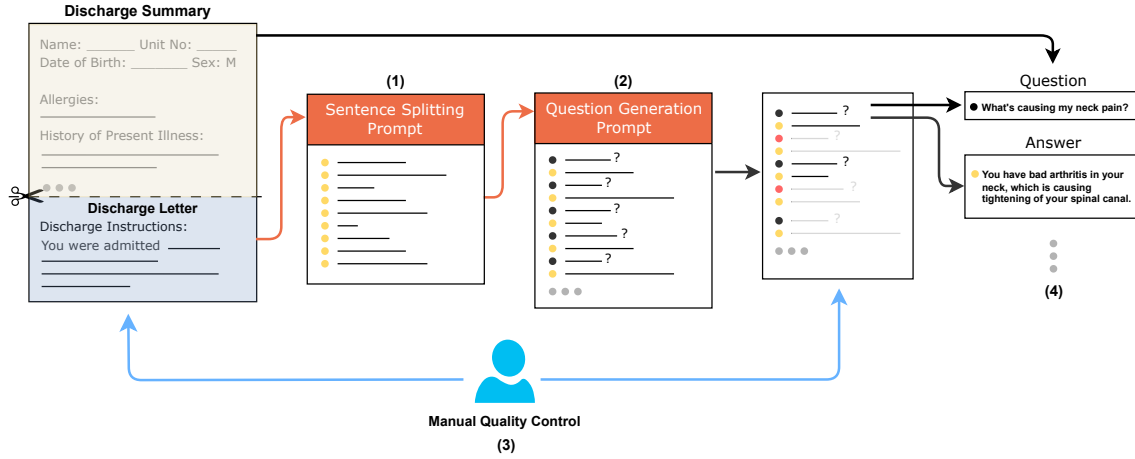 Discharge Summary
Name: ______ Unit No: _____
Date of Birth: _______ Sex: M
Allergies:
History of Present Illness:
Discharge Letter
Discharge Instructions:
You were admitted
(1)
Sentence Splitting
Prompt
(2)
Question Generation
Prompt
?
?
?
?
?
?
?
?
?
?
Question
What's causing my neck pain?
Answer
You have bad arthritis in your
neck, which is causing
tightening of your spinal canal.
(4)
Manual Quality Control
(3)